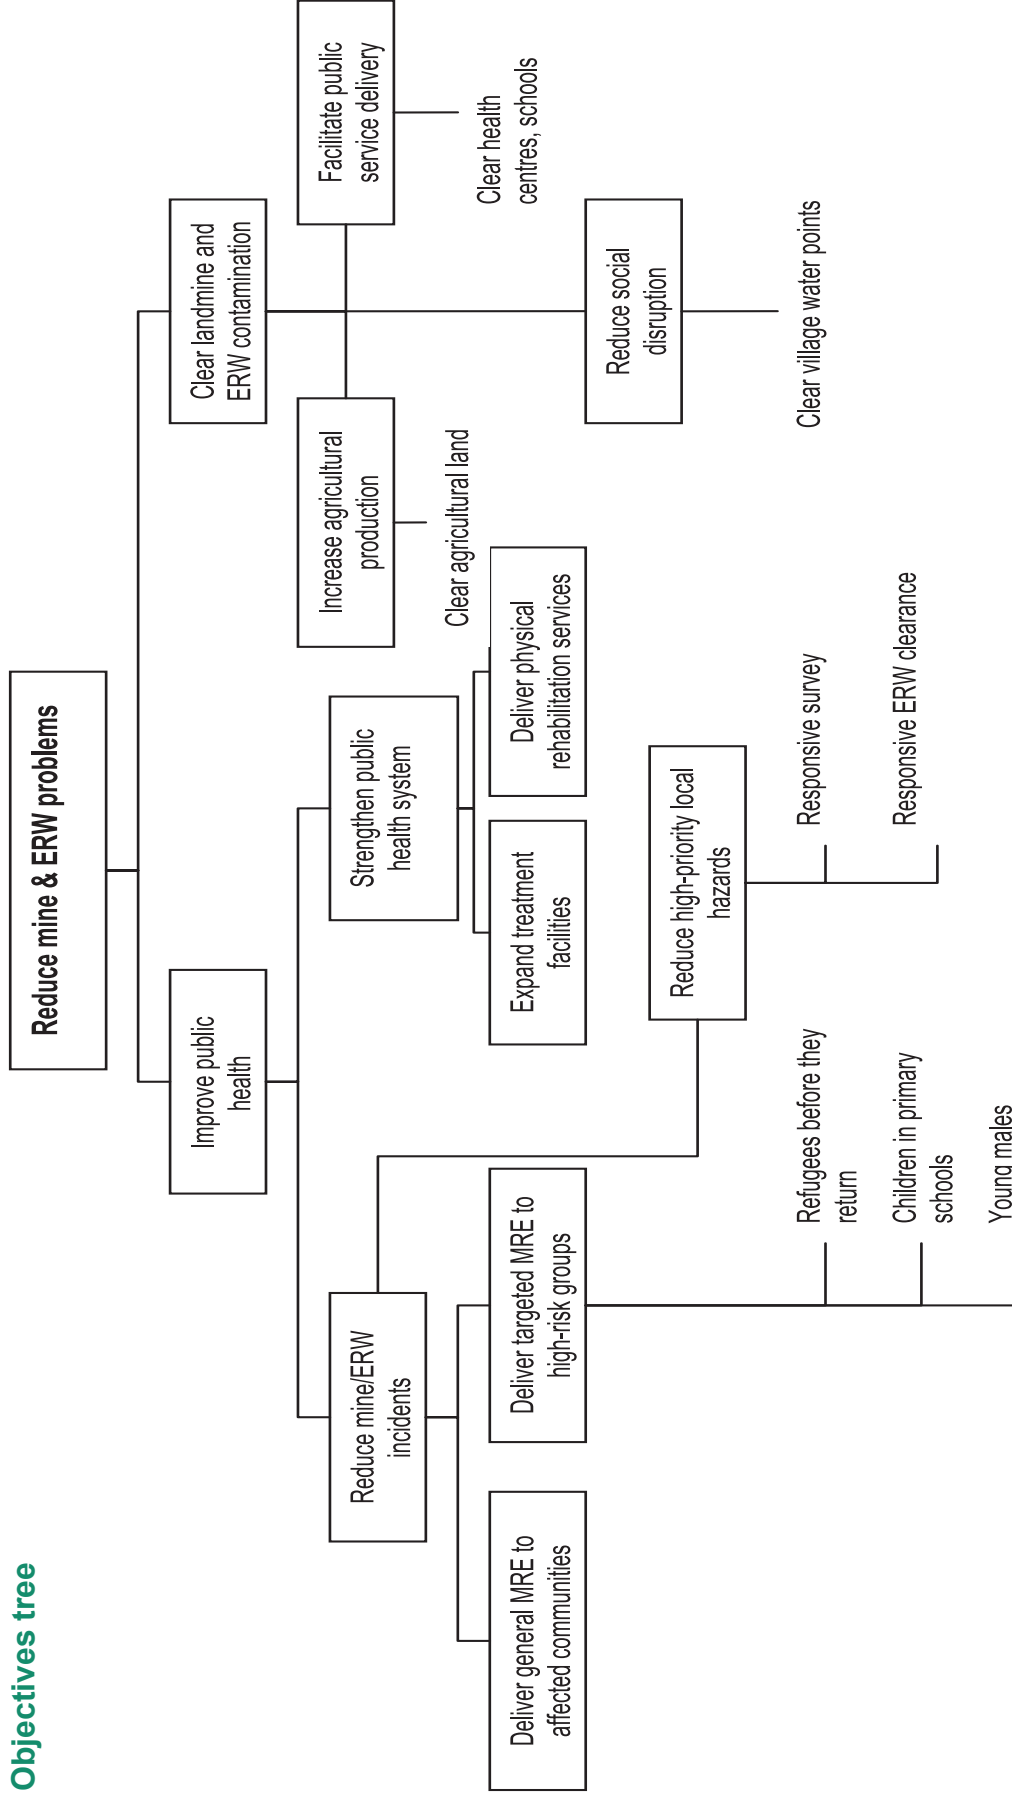 Objectives tree
Reduce mine & ERW problems
Improve public
health
Clear landmine and
ERW contamination
Reduce mine/ERW
incidents
Strengthen public
health system
Increase agricultural
production
Facilitate public
service delivery
Clear agricultural land
Clear health
centres, schools
Deliver general MRE to
affected communities
Deliver targeted MRE to
high-risk groups
Expand treatment
facilities
Deliver physical
rehabilitation services
Reduce social
disruption
Reduce high-priority local
hazards
Refugees before they
return
Children in primary
schools
Young males
Responsive survey
Responsive ERW clearance
Clear village water points